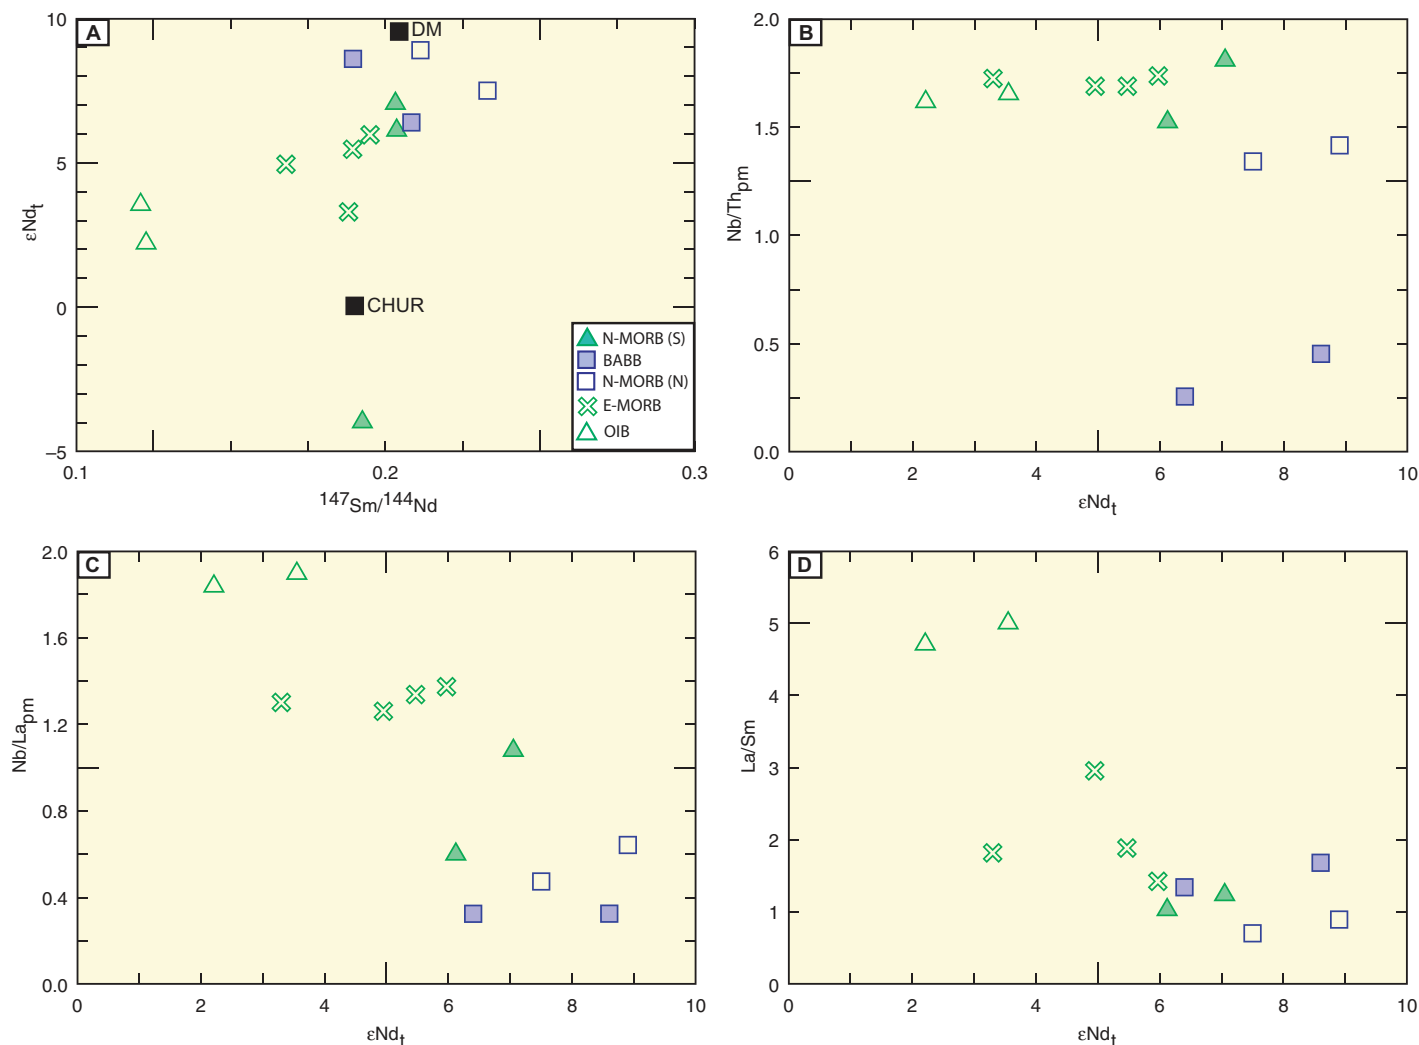 A
10
5
0
–5
εNdt
DM
CHUR
N-MORB (S)
BABB
N-MORB (N)
E-MORB
OIB
0.1
0.2
0.3
147Sm/144Nd
B
2.0
1.5
1.0
0.5
0.0
Nb/Thpm
0
2
4
6
8
10
εNdt
C
2.0
1.6
1.2
0.8
0.4
0.0
Nb/Lapm
0
2
4
6
8
10
εNdt
D
6
5
4
3
2
1
0
La/Sm
0
2
4
6
8
10
εNdt